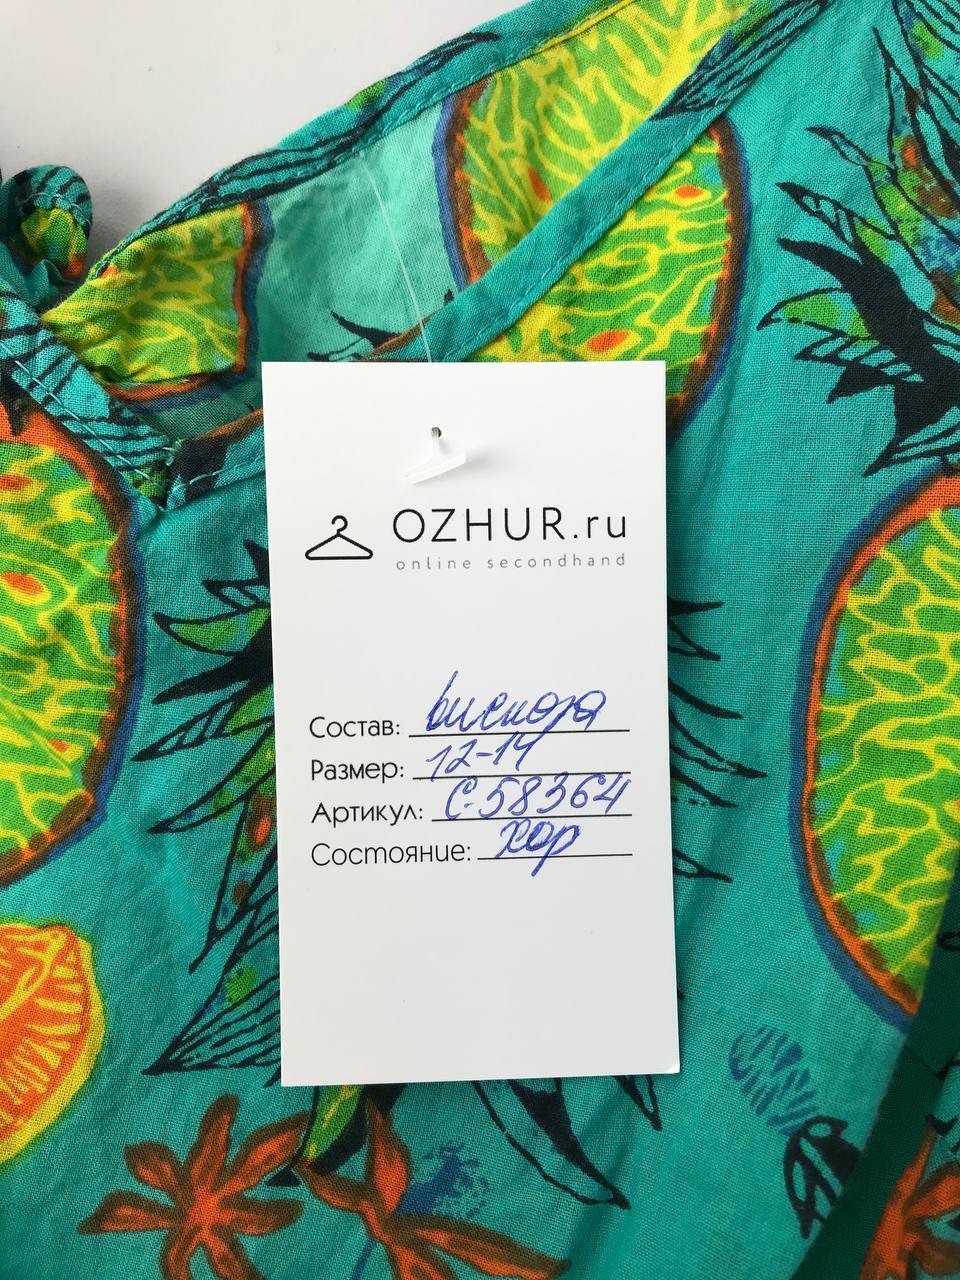 OZHUR.ru
online secondhand
Состав: вискоза
Размер: 12-14
Артикул: С-58364
Состояние: хор